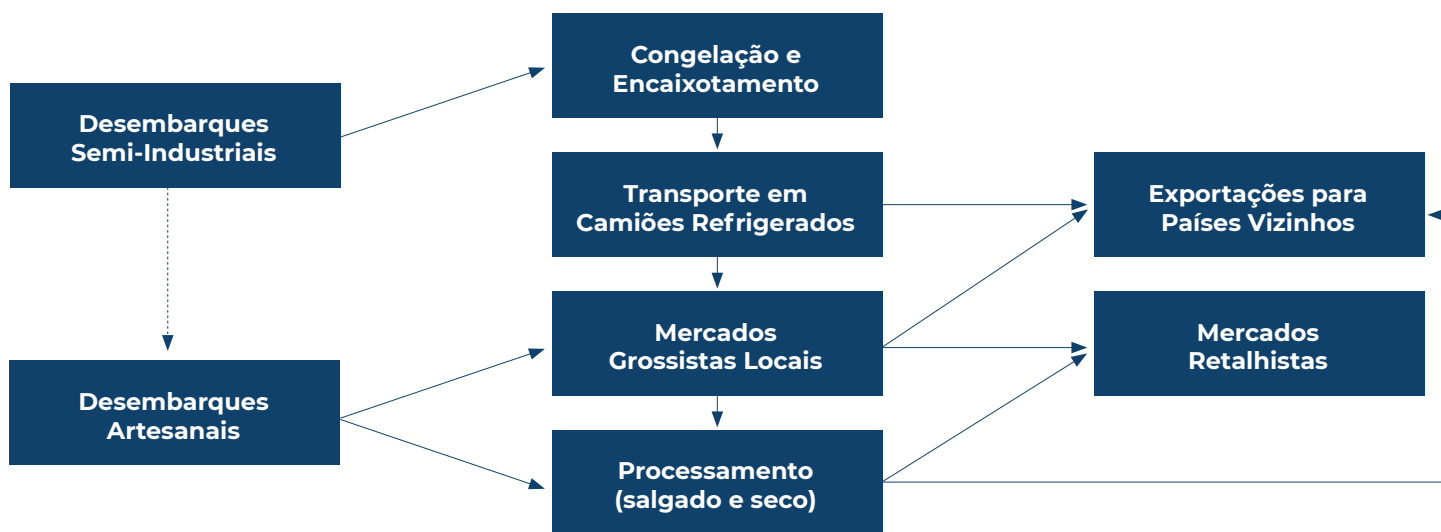 Congelação e
Encaixotamento
Desembarques
Semi-Industriais
Transporte em
Camiões Refrigerados
Exportações para
Países Vizinhos
Mercados
Grossistas Locais
Mercados
Retalhistas
Desembarques
Artesanais
Processamento
(salgado e seco)